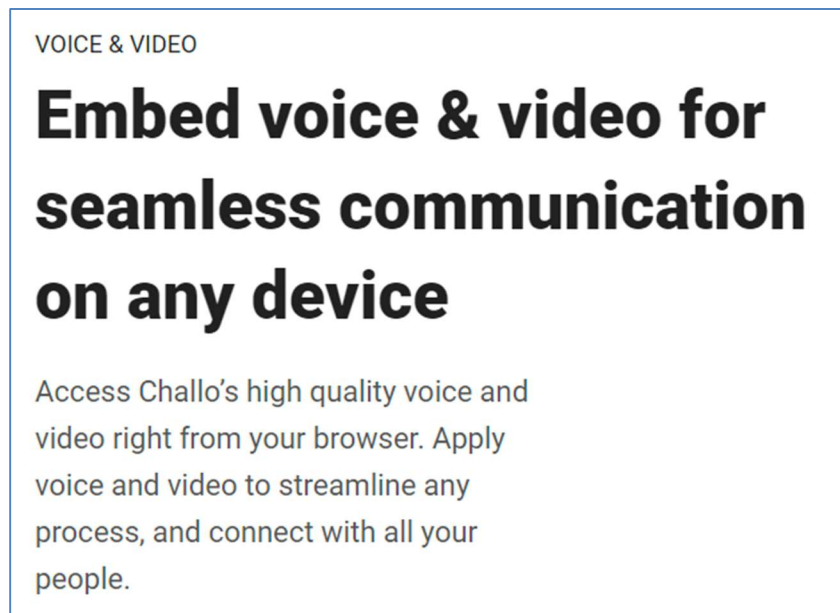 VOICE & VIDEO
Embed voice & video for
seamless communication
on any device
Access Challo’s high quality voice and
video right from your browser. Apply
voice and video to streamline any
process, and connect with all your
people.